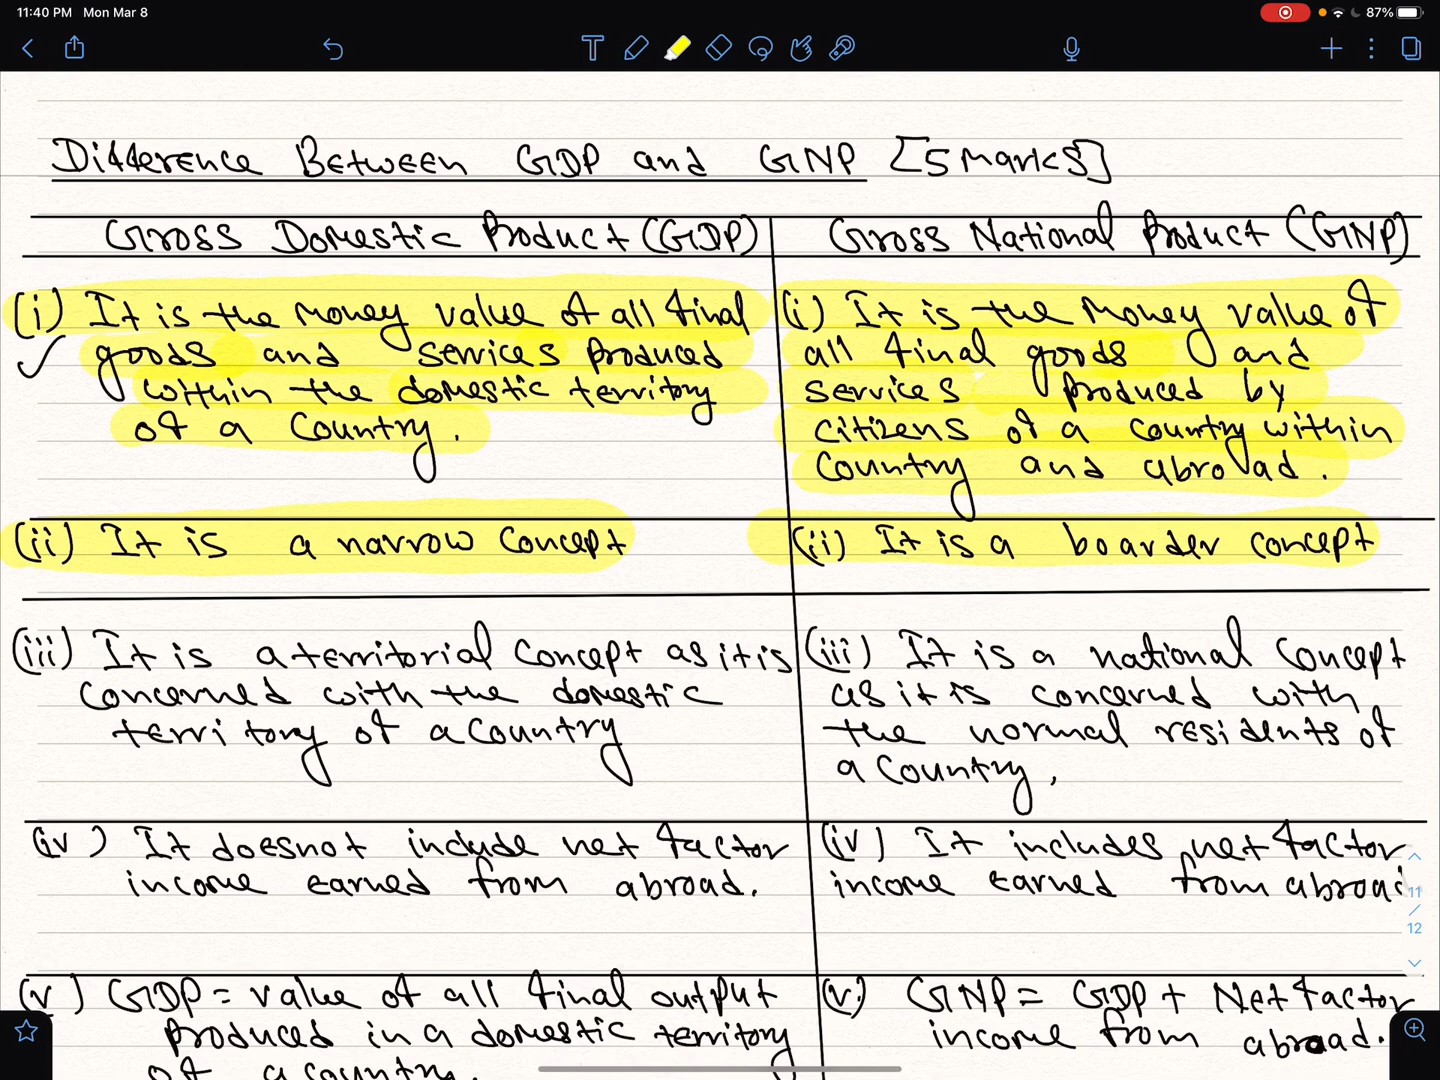 11:40 PM Mon Mar 8
87%
Difference Between GDP and GNP [5 Marks]
Gross Domestic Product (GDP)
Gross National Product (GNP)
(i) It is the money value of all final
goods and services produced
within the domestic territory
of a country.
(i) It is the money value of
all final goods and
services produced by
citizens of a country within
country and abroad.
(ii) It is a narrow concept
(ii) It is a boarder concept
(iii) It is a territorial concept as it is
concerned with the domestic
territory of a country
(iii) It is a national concept
as it is concerned with
the normal residents of
a country.
(iv) It doesnot include net factor
income earned from abroad.
(iv) It includes net factor
income earned from abroad
(v) GDP = value of all final output
produced in a domestic territory
of a country.
(v) GNP = GDP + Net factor
income from abroad.
11
/
12